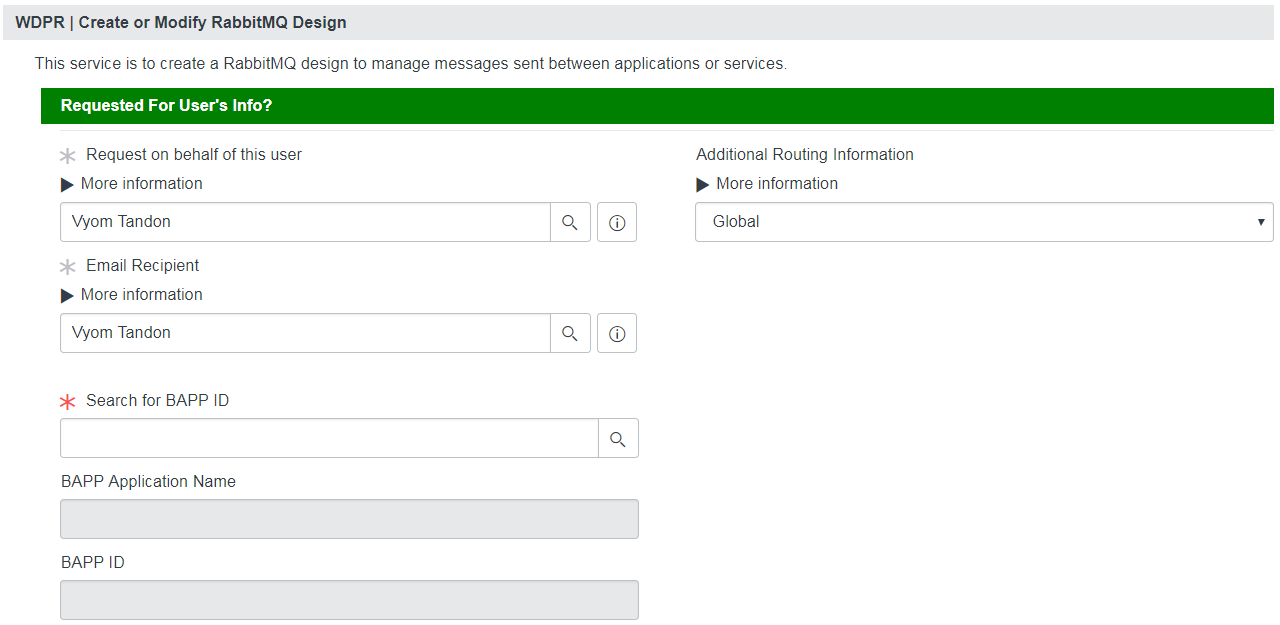 WDPR | Create or Modify RabbitMQ Design
This service is to create a RabbitMQ design to manage messages sent between applications or services.
Requested For User's Info?
Request on behalf of this user
More information
Vyom Tandon
Additional Routing Information
More information
Global
Email Recipient
More information
Vyom Tandon
Search for BAPP ID
BAPP Application Name
BAPP ID